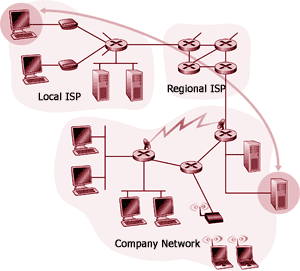 Local ISP
Regional ISP
Company Network